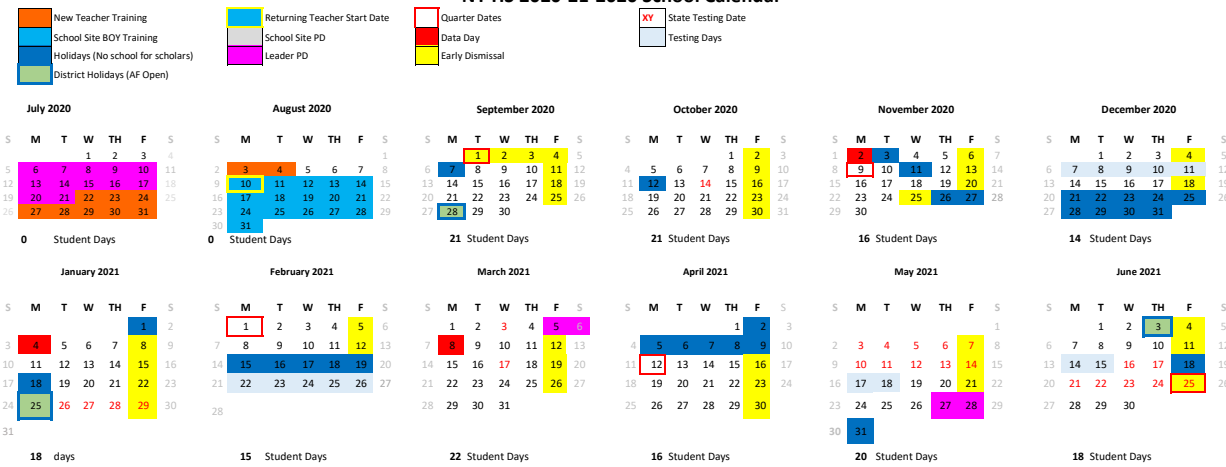 2020-21-2020 School Calendar
New Teacher Training
School Site BOY Training
Holidays (No school for scholars)
District Holidays (AF Open)
Returning Teacher Start Date
School Site PD
Leader PD
Quarter Dates
Data Day
Early Dismissal
XY State Testing Date
Testing Days
July 2020
S M T W TH F S
1 2 3 4
5 6 7 8 9 10 11
12 13 14 15 16 17 18
19 20 21 22 23 24 25
26 27 28 29 30 31
0 Student Days
August 2020
S M T W TH F S
1
2 3 4 5 6 7 8
9 10 11 12 13 14 15
16 17 18 19 20 21 22
23 24 25 26 27 28 29
30 31
0 Student Days
September 2020
S M T W TH F S
1 2 3 4 5
6 7 8 9 10 11 12
13 14 15 16 17 18 19
20 21 22 23 24 25 26
27 28 29 30
21 Student Days
October 2020
S M T W TH F S
1 2 3
4 5 6 7 8 9 10
11 12 13 14 15 16 17
18 19 20 21 22 23 24
25 26 27 28 29 30 31
21 Student Days
November 2020
S M T W TH F S
1 2 3 4 5 6 7
8 9 10 11 12 13 14
15 16 17 18 19 20 21
22 23 24 25 26 27 28
29 30
16 Student Days
December 2020
S M T W TH F S
1 2 3 4 5
6 7 8 9 10 11 12
13 14 15 16 17 18 19
20 21 22 23 24 25 26
27 28 29 30 31
14 Student Days
January 2021
S M T W TH F S
1 2
3 4 5 6 7 8 9
10 11 12 13 14 15 16
17 18 19 20 21 22 23
24 25 26 27 28 29 30
31
18 days
February 2021
S M T W TH F S
1 2 3 4 5 6
7 8 9 10 11 12 13
14 15 16 17 18 19 20
21 22 23 24 25 26 27
28
15 Student Days
March 2021
S M T W TH F S
1 2 3 4 5 6
7 8 9 10 11 12 13
14 15 16 17 18 19 20
21 22 23 24 25 26 27
28 29 30 31
22 Student Days
April 2021
S M T W TH F S
1 2 3
4 5 6 7 8 9 10
11 12 13 14 15 16 17
18 19 20 21 22 23 24
25 26 27 28 29 30
16 Student Days
May 2021
S M T W TH F S
1
2 3 4 5 6 7 8
9 10 11 12 13 14 15
16 17 18 19 20 21 22
23 24 25 26 27 28 29
30 31
20 Student Days
June 2021
S M T W TH F S
1 2 3 4 5
6 7 8 9 10 11 12
13 14 15 16 17 18 19
20 21 22 23 24 25 26
27 28 29 30
18 Student Days